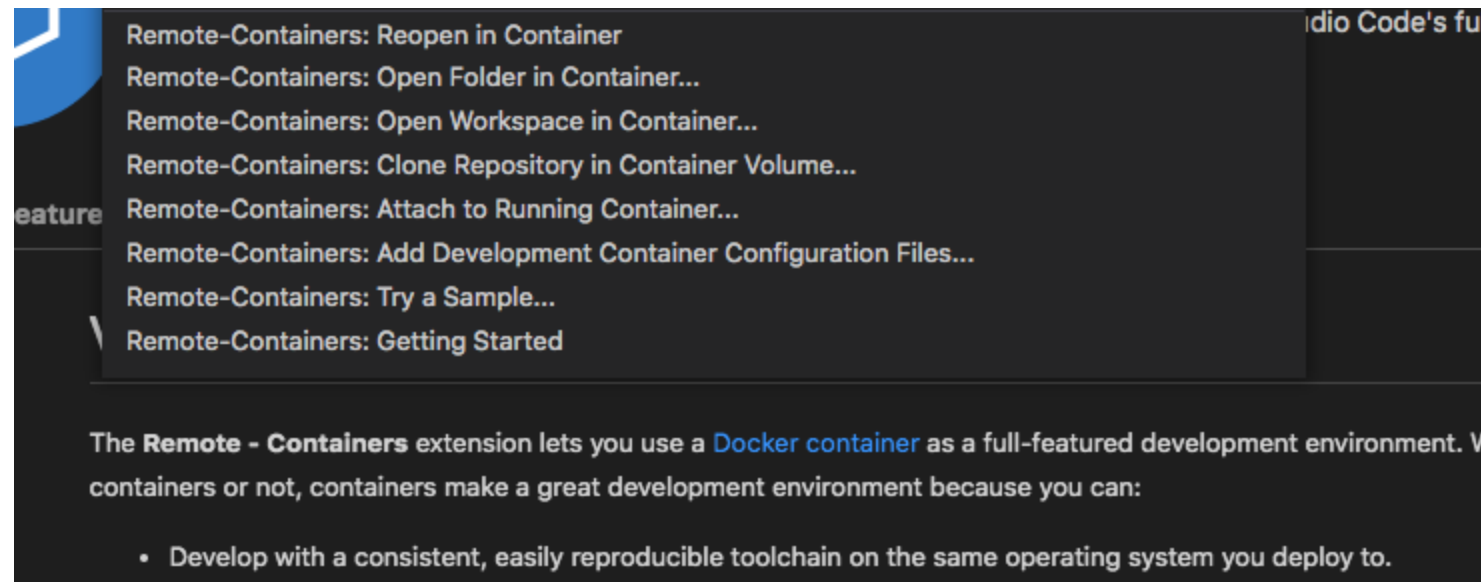 dio Code's fu
Remote-Containers: Reopen in Container
Remote-Containers: Open Folder in Container...
Remote-Containers: Open Workspace in Container...
Remote-Containers: Clone Repository in Container Volume...
eature
Remote-Containers: Attach to Running Container...
Remote-Containers: Add Development Container Configuration Files...
Remote-Containers: Try a Sample...
Remote-Containers: Getting Started
The Remote - Containers extension lets you use a Docker container as a full-featured development environment.
containers or not, containers make a great development environment because you can:
• Develop with a consistent, easily reproducible toolchain on the same operating system you deploy to.